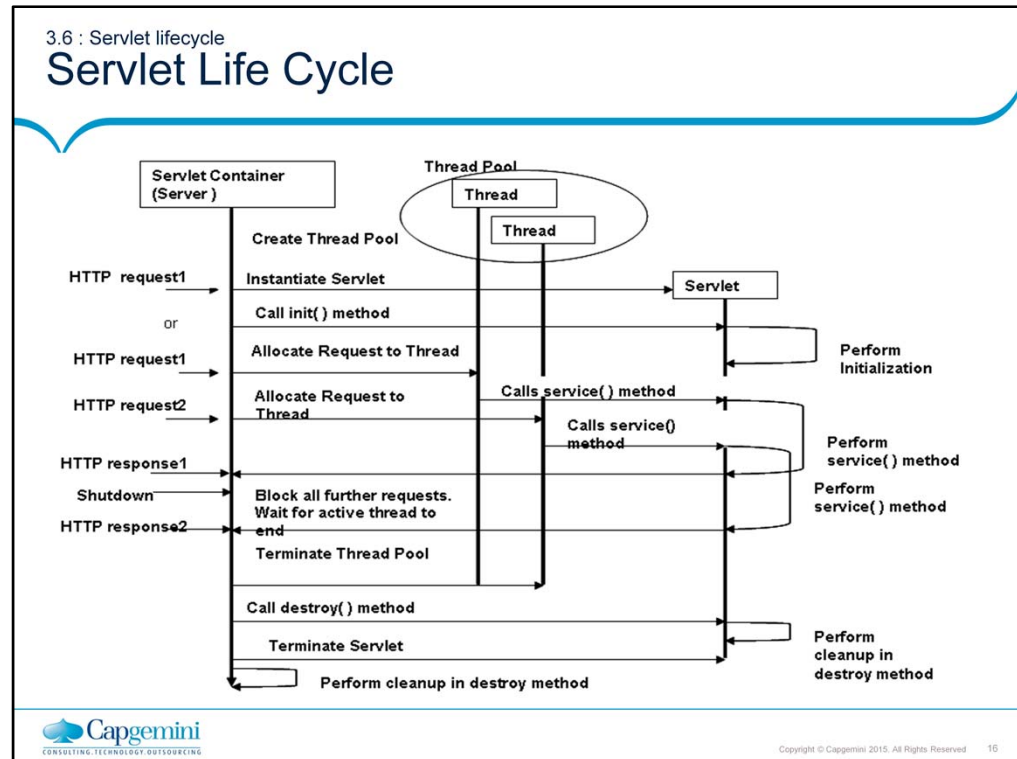 3.6 : Servlet lifecycle
Servlet Life Cycle
Thread Pool
Servlet Container
(Server )
Thread
Thread
Create Thread Pool
HTTP request1
Instantiate Servlet
Servlet
or
Call init( ) method
Perform
Initialization
HTTP request1
Allocate Request to Thread
Calls service( ) method
HTTP request2
Allocate Request to
Thread
Calls service()
method
Perform
service( ) method
HTTP response1
Perform
service( ) method
Shutdown
Block all further requests.
Wait for active thread to
end
HTTP response2
Terminate Thread Pool
Call destroy( ) method
Perform
cleanup in
destroy method
Terminate Servlet
Perform cleanup in destroy method
Capgemini
CONSULTING.TECHNOLOGY.OUTSOURCING
Copyright © Capgemini 2015. All Rights Reserved 16